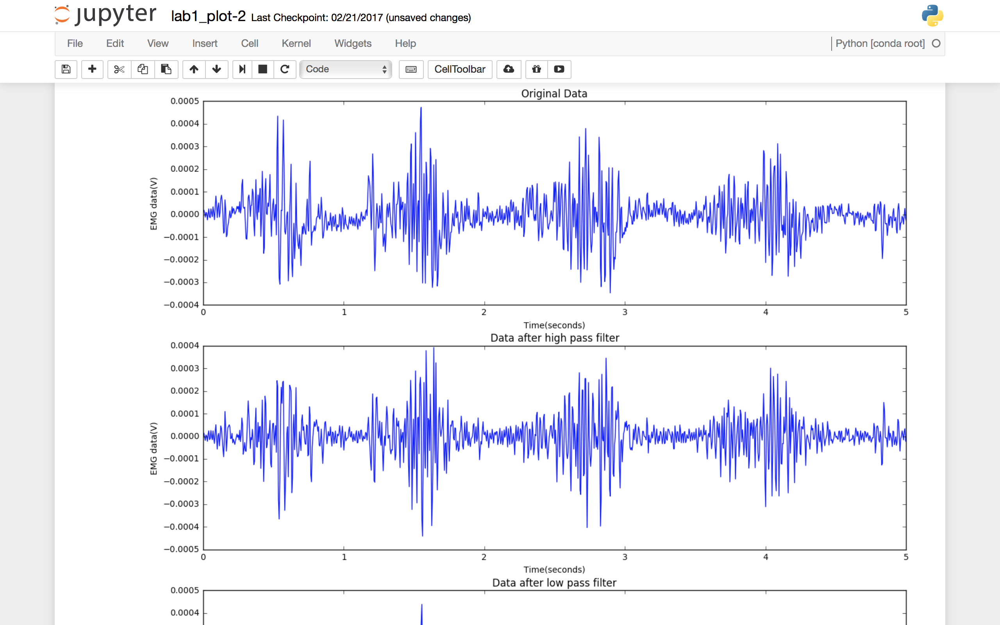 jupyter lab1_plot-2 Last Checkpoint: 02/21/2017 (unsaved changes)
File Edit View Insert Cell Kernel Widgets Help Python [conda root]
Code CellToolbar
Original Data
0.0005
0.0004
0.0003
0.0002
0.0001
0.0000
−0.0001
−0.0002
−0.0003
−0.0004
EMG data(V)
0 1 2 3 4 5
Time(seconds)
Data after high pass filter
0.0004
0.0003
0.0002
0.0001
0.0000
−0.0001
−0.0002
−0.0003
−0.0004
−0.0005
EMG data(V)
0 1 2 3 4 5
Time(seconds)
Data after low pass filter
0.0005
0.0004